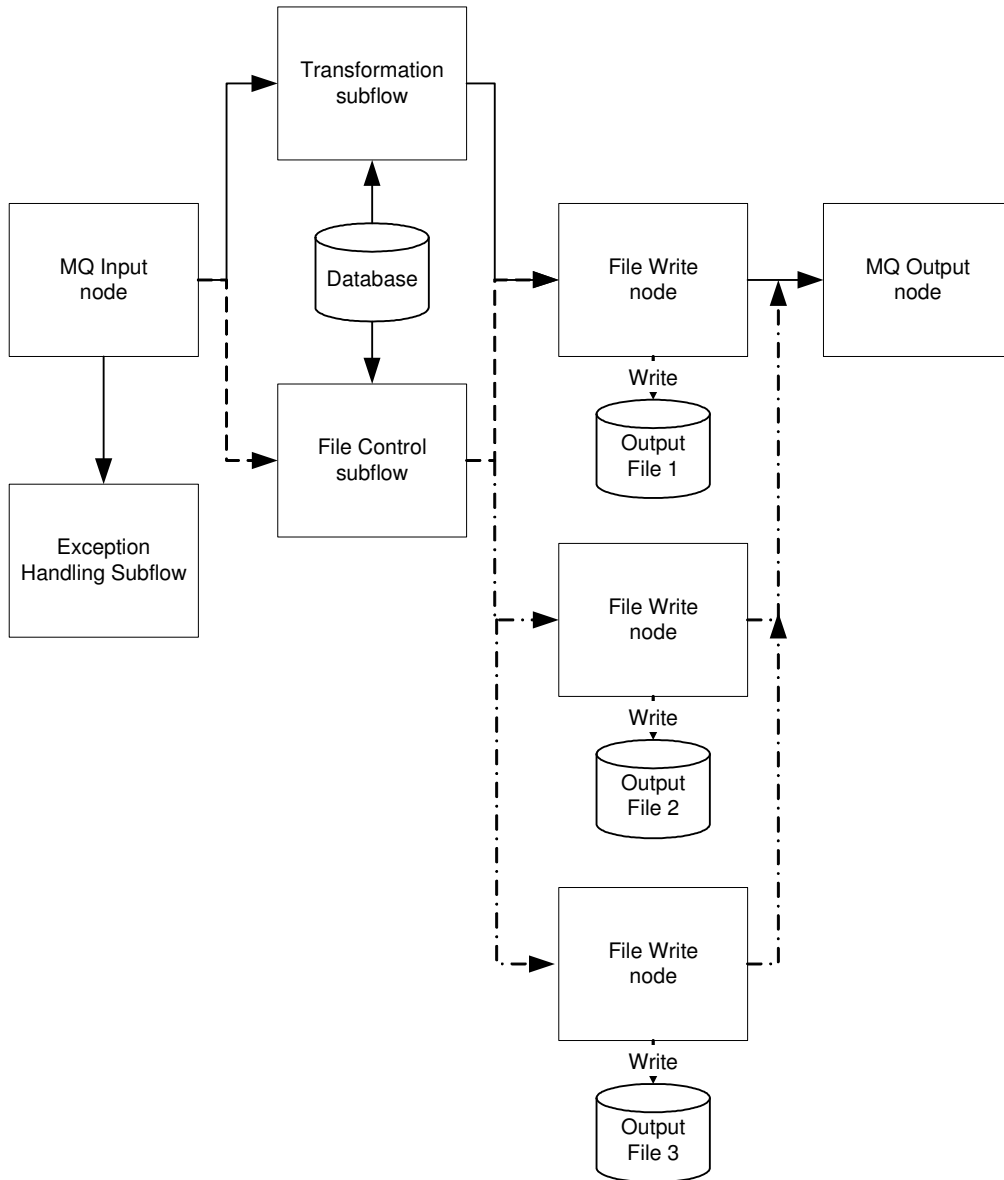 Transformation
subflow
MQ Input
node
Database
File Write
node
MQ Output
node
Write
Output
File 1
File Control
subflow
Exception
Handling Subflow
File Write
node
Write
Output
File 2
File Write
node
Write
Output
File 3